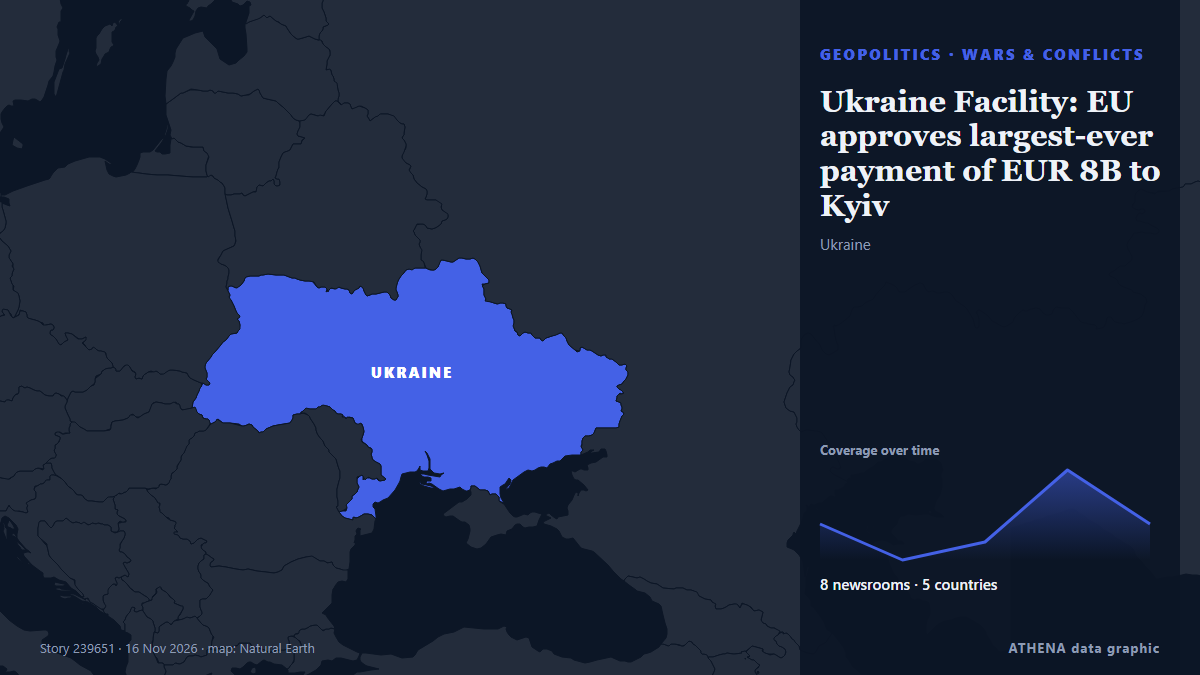 GEOPOLITICS · WARS & CONFLICTS
Ukraine Facility: EU
approves largest-ever
payment of EUR 8B to
Kyiv
Ukraine
UKRAINE
Coverage over time
8 newsrooms · 5 countries
Story 239651 · 16 Nov 2026 · map: Natural Earth
ATHENA data graphic